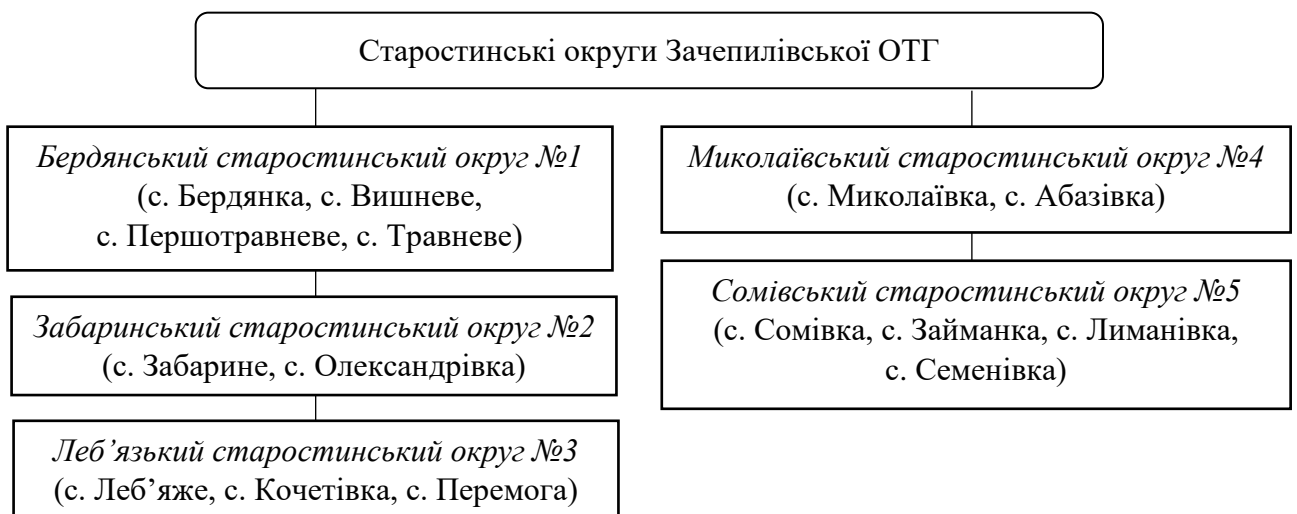 Старостинські округи Зачепилівської ОТГ
Бердянський старостинський округ №1
(с. Бердянка, с. Вишневе,
с. Першотравневе, с. Травневе)
Забаринський старостинський округ №2
(с. Забарине, с. Олександрівка)
Леб’язький старостинський округ №3
(с. Леб’яже, с. Кочетівка, с. Перемога)
Миколаївський старостинський округ №4
(с. Миколаївка, с. Абазівка)
Сомівський старостинський округ №5
(с. Сомівка, с. Займанка, с. Лиманівка,
с. Семенівка)